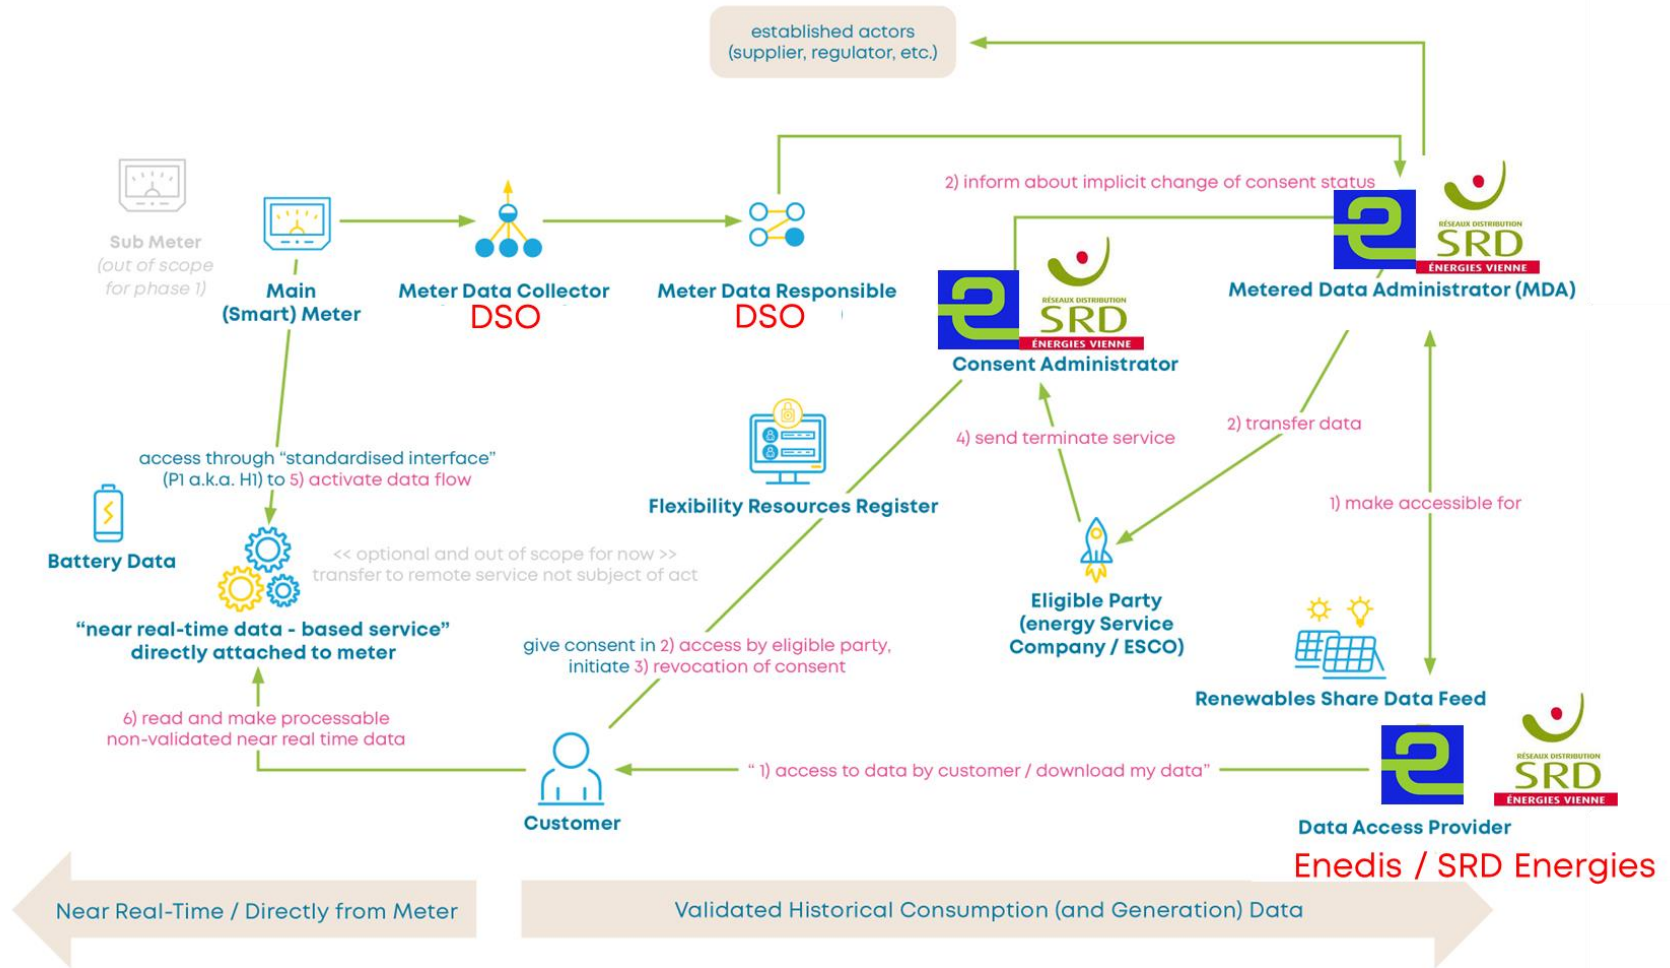 established actors
(supplier, regulator, etc.)
2) inform about implicit change of consent status
RÉSEAUX DISTRIBUTION
SRD
ÉNERGIES VIENNE
Metered Data Administrator (MDA)
Sub Meter
(out of scope
for phase 1)
Main
(Smart) Meter
Meter Data Collector
DSO
Meter Data Responsible
DSO
RÉSEAUX DISTRIBUTION
SRD
ÉNERGIES VIENNE
Consent Administrator
4) send terminate service
2) transfer data
1) make accessible for
access through “standardised interface”
(P1 a.k.a. H1) to 5) activate data flow
Flexibility Resources Register
Battery Data
<< optional and out of scope for now >>
transfer to remote service not subject of act
“near real-time data - based service”
directly attached to meter
Eligible Party
(energy Service
Company / ESCO)
give consent in 2) access by eligible party,
initiate 3) revocation of consent
Renewables Share Data Feed
6) read and make processable
non-validated near real time data
“ 1) access to data by customer / download my data”
RÉSEAUX DISTRIBUTION
SRD
ÉNERGIES VIENNE
Customer
Data Access Provider
Enedis / SRD Energies
Near Real-Time / Directly from Meter
Validated Historical Consumption (and Generation) Data